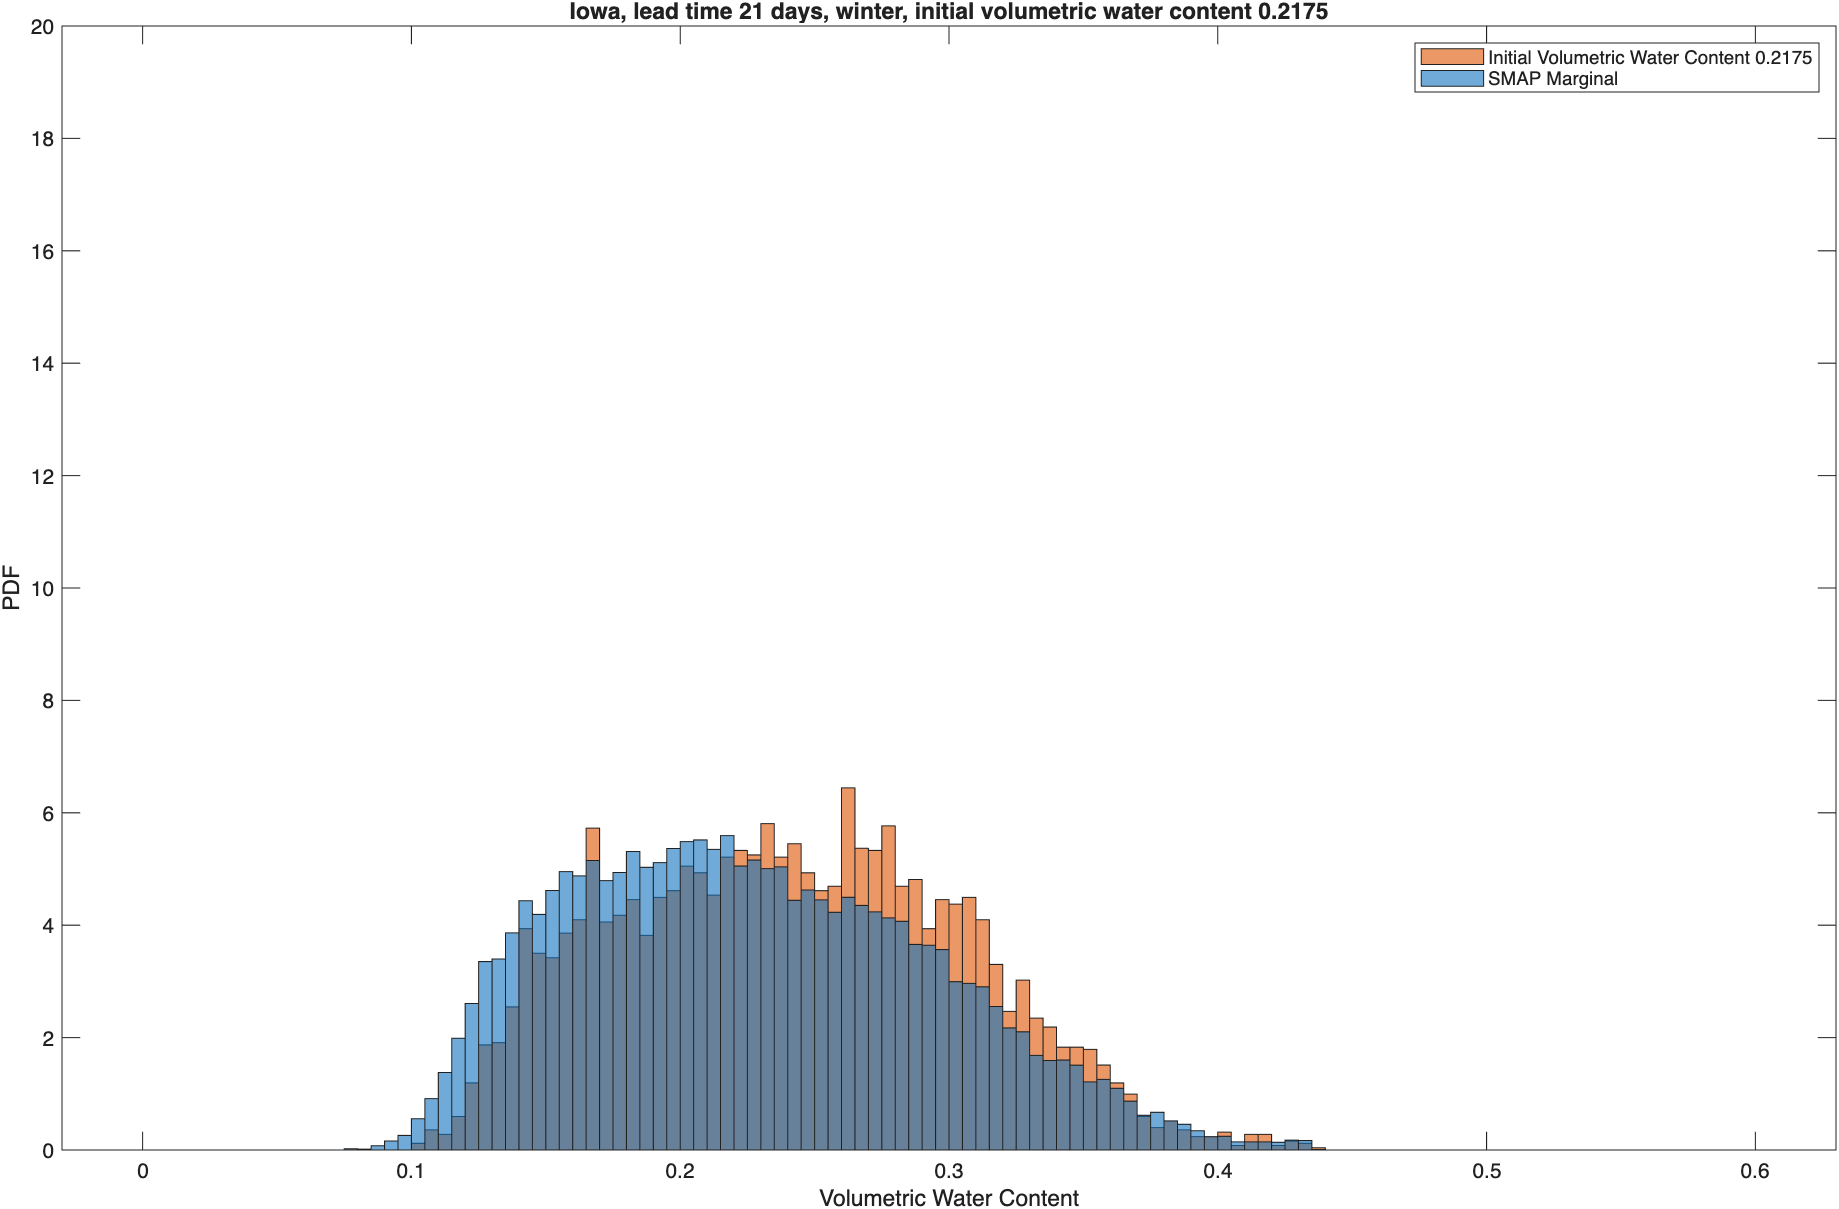 Iowa, lead time 21 days, winter, initial volumetric water content 0.2175
Initial Volumetric Water Content 0.2175
SMAP Marginal
20
18
16
14
12
10
8
6
4
2
0
PDF
0 0.1 0.2 0.3 0.4 0.5 0.6
Volumetric Water Content